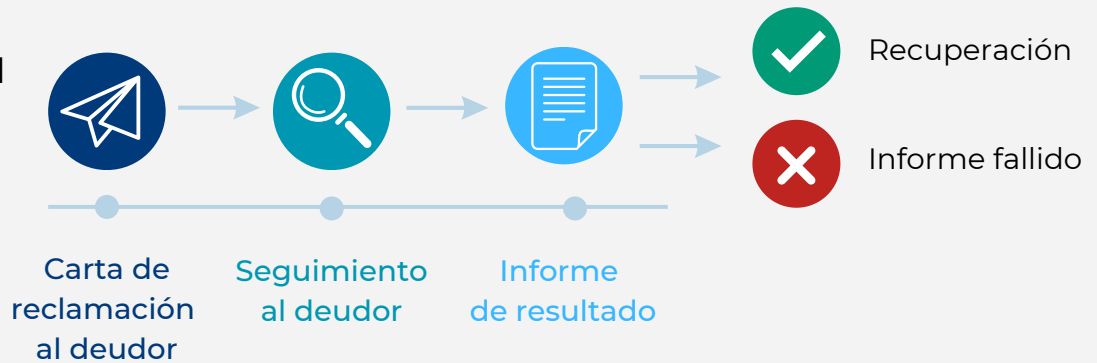 Recuperación
Informe fallido
Carta de
reclamación
al deudor
Seguimiento
al deudor
Informe
de resultado